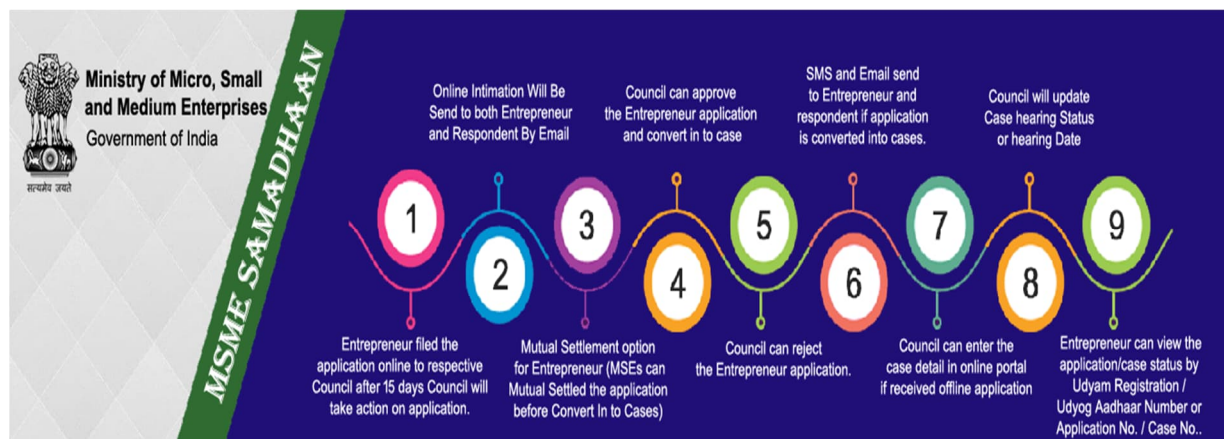 Ministry of Micro, Small
and Medium Enterprises
Government of India
सत्यमेव जयते
MSME SAMADHAAN
1
Entrepreneur filed the
application online to respective
Council after 15 days Council will
take action on application.
2
Online Intimation Will Be
Send to both Entrepreneur
and Respondent By Email
3
Mutual Settlement option
for Entrepreneur (MSEs can
Mutual Settled the application
before Convert In to Cases)
4
Council can approve
the Entrepreneur application
and convert in to case
5
Council can reject
the Entrepreneur application.
6
SMS and Email send
to Entrepreneur and
respondent if application
is converted into cases.
7
Council can enter the
case detail in online portal
if received offline application
8
Council will update
Case hearing Status
or hearing Date
9
Entrepreneur can view the
application/case status by
Udyam Registration /
Udyog Aadhaar Number or
Application No. / Case No..